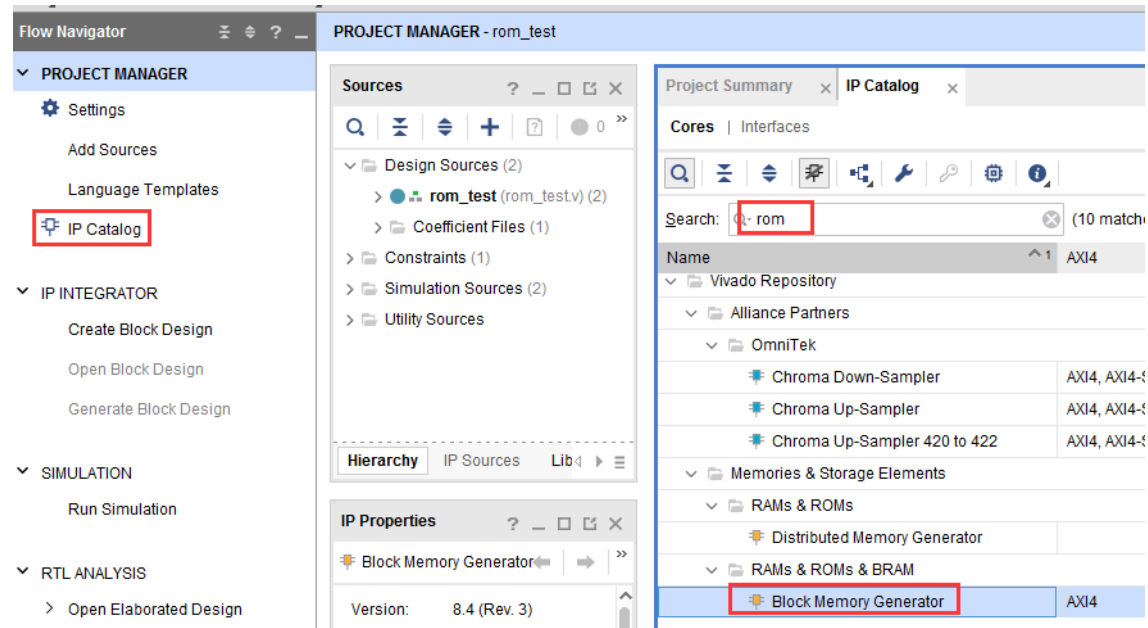 Flow Navigator
PROJECT MANAGER - rom_test
PROJECT MANAGER
Settings
Add Sources
Language Templates
IP Catalog
IP INTEGRATOR
Create Block Design
Open Block Design
Generate Block Design
SIMULATION
Run Simulation
RTL ANALYSIS
Open Elaborated Design
Sources
0
Design Sources (2)
rom_test (rom_test.v) (2)
Coefficient Files (1)
Constraints (1)
Simulation Sources (2)
Utility Sources
Hierarchy IP Sources
IP Properties
Block Memory Generator
Version: 8.4 (Rev. 3)
Project Summary IP Catalog
Cores | Interfaces
Search: rom (10
Name 1 AXI4
Vivado Repository
Alliance Partners
OmniTek
Chroma Down-Sampler AXI4,
Chroma Up-Sampler AXI4,
Chroma Up-Sampler 420 to 422 AXI4,
Memories & Storage Elements
RAMs & ROMs
Distributed Memory Generator
RAMs & ROMs & BRAM
Block Memory Generator AXI4